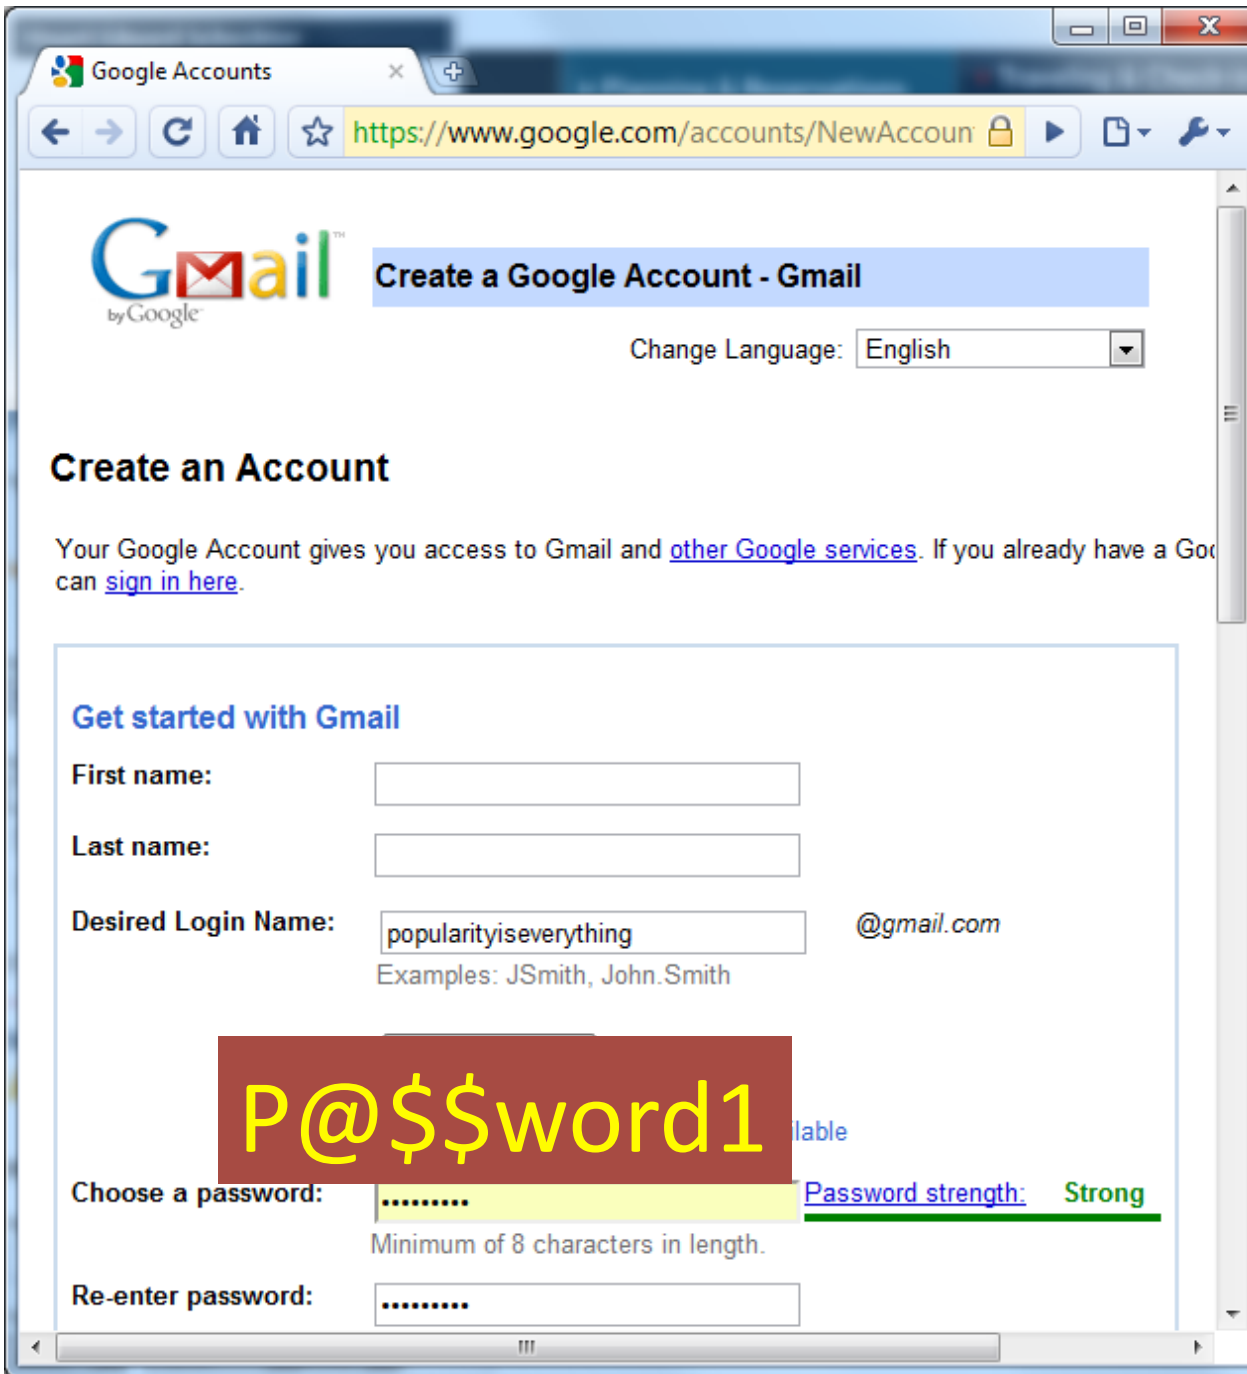 Google Accounts
https://www.google.com/accounts/NewAccoun
Gmail™
by Google™
Create a Google Account - Gmail
Change Language: English
Create an Account
Your Google Account gives you access to Gmail and other Google services. If you already have a Goo
can sign in here.
Get started with Gmail
First name:
Last name:
Desired Login Name: popularityiseverything @gmail.com
Examples: JSmith, John.Smith
P@$$word1
ilable
Choose a password: ••••••••• Password strength: Strong
Minimum of 8 characters in length.
Re-enter password: •••••••••